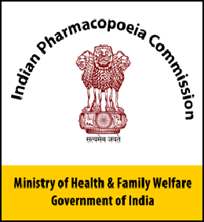 Indian Pharmacopoeia Commission
सत्यमेव जयते
Ministry of Health & Family Welfare
Government of India